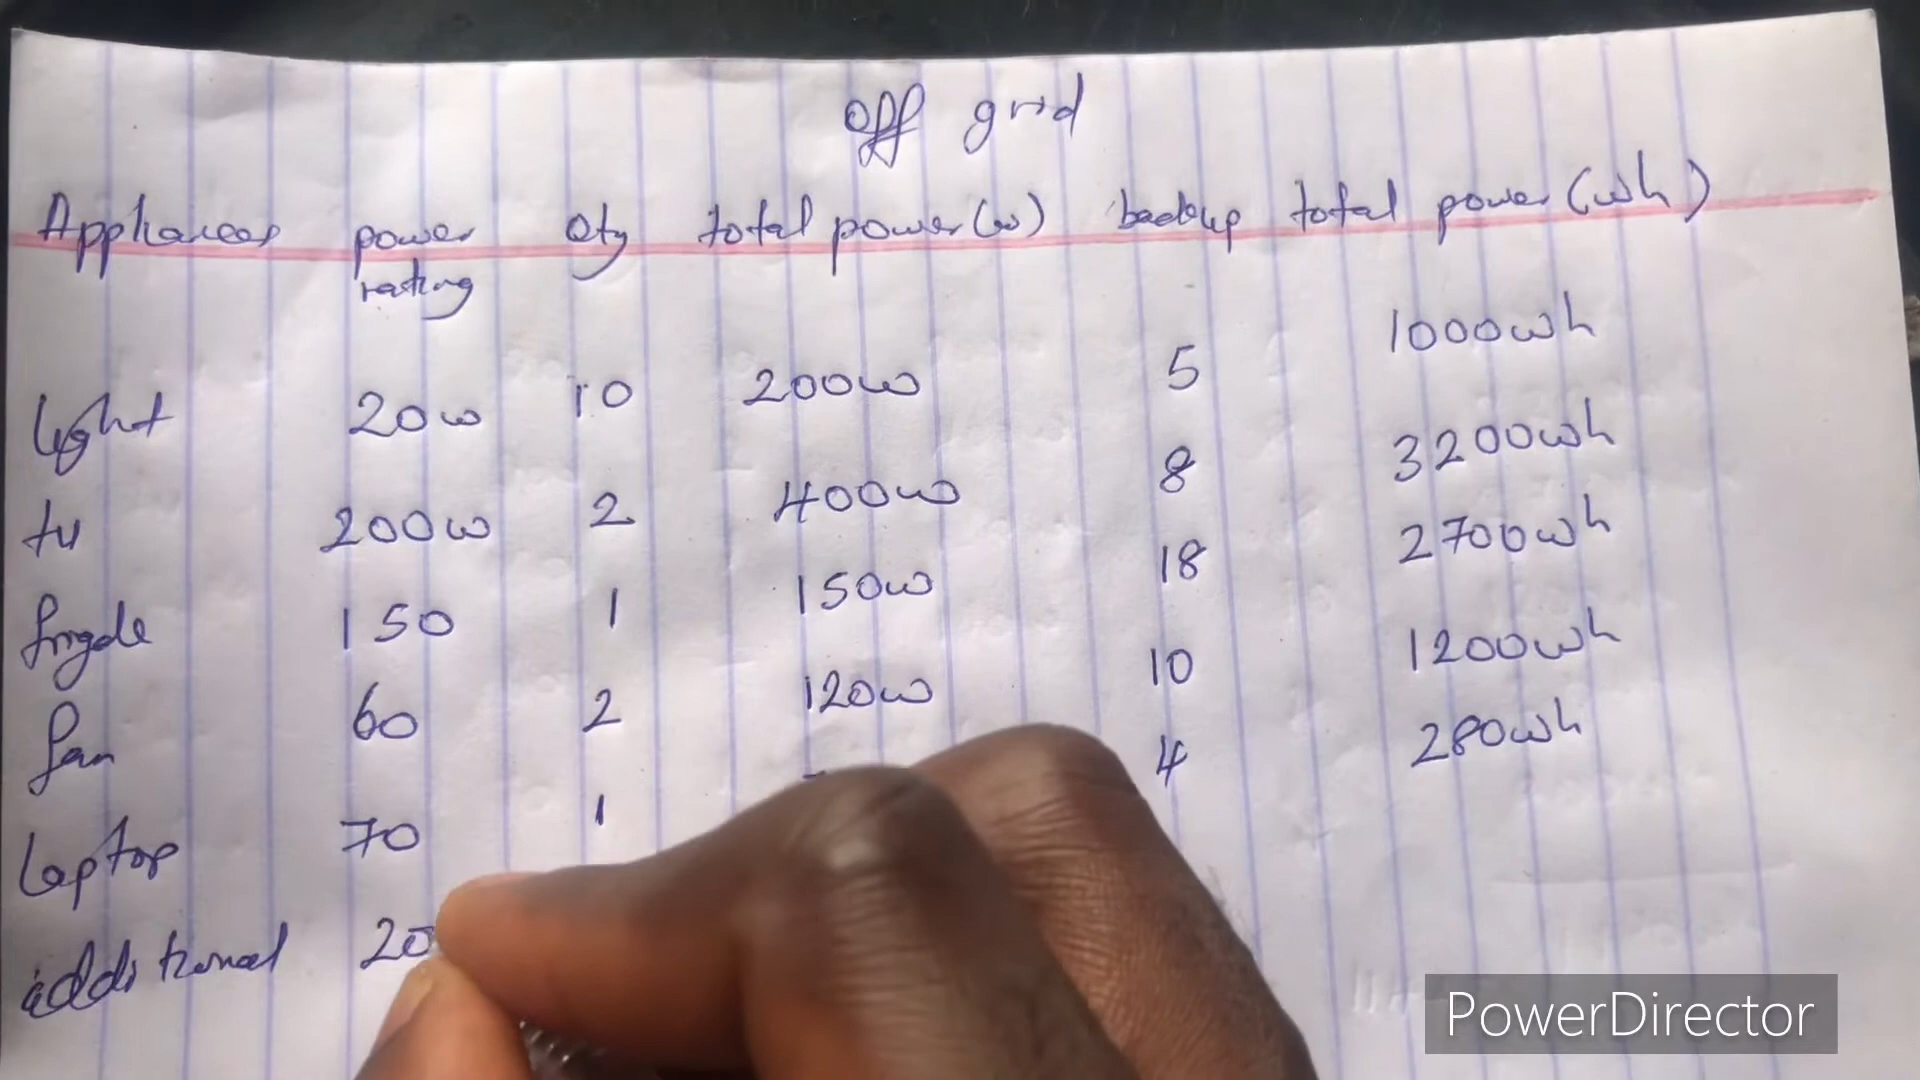 off grid
Appliances power rating Qty total power(w) backup total power(wh)
light 20w 10 200w 5 1000wh
tv 200w 2 400w 8 3200wh
frigde 150 1 150w 18 2700wh
fan 60 2 120w 10 1200wh
laptop 70 1 4 280wh
additional 20
PowerDirector